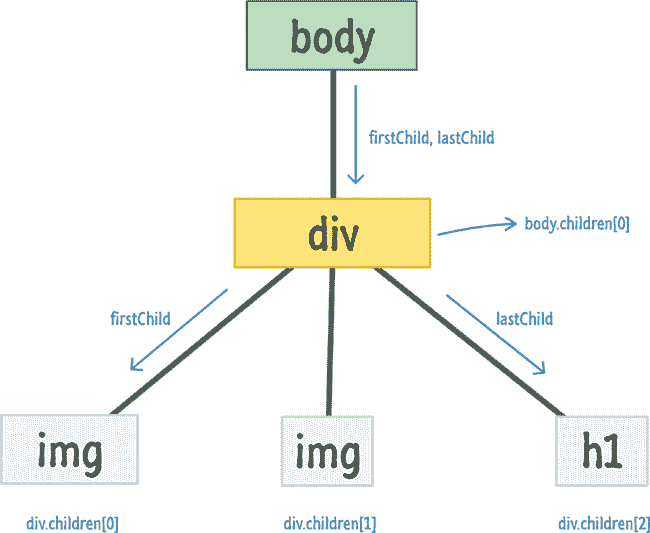 body
firstChild, lastChild
div
body.children[0]
firstChild
lastChild
img
img
h1
div.children[0]
div.children[1]
div.children[2]